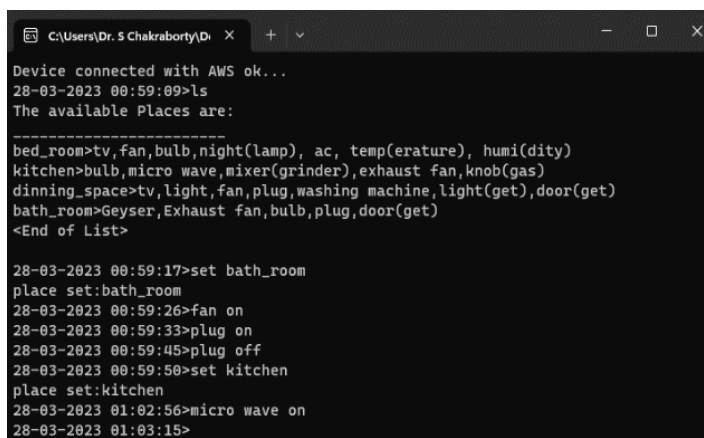 C:\Users\Dr. S Chakraborty\D
Device connected with AWS ok...
28-03-2023 00:59:09>ls
The available Places are:
________________________
bed_room>tv,fan,bulb,night(lamp), ac, temp(erature), humi(dity)
kitchen>bulb,micro wave,mixer(grinder),exhaust fan,knob(gas)
dinning_space>tv,light,fan,plug,washing machine,light(get),door(get)
bath_room>Geyser,Exhaust fan,bulb,plug,door(get)
<End of List>
28-03-2023 00:59:17>set bath_room
place set:bath_room
28-03-2023 00:59:26>fan on
28-03-2023 00:59:33>plug on
28-03-2023 00:59:45>plug off
28-03-2023 00:59:50>set kitchen
place set:kitchen
28-03-2023 01:02:56>micro wave on
28-03-2023 01:03:15>